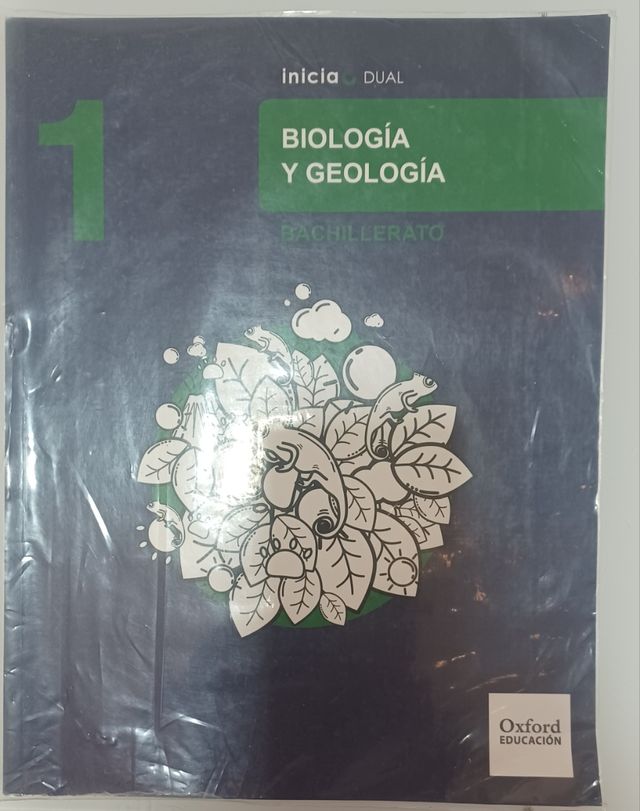 inicia DUAL
1
BIOLOGÍA
Y GEOLOGÍA
BACHILLERATO
Oxford
EDUCACIÓN